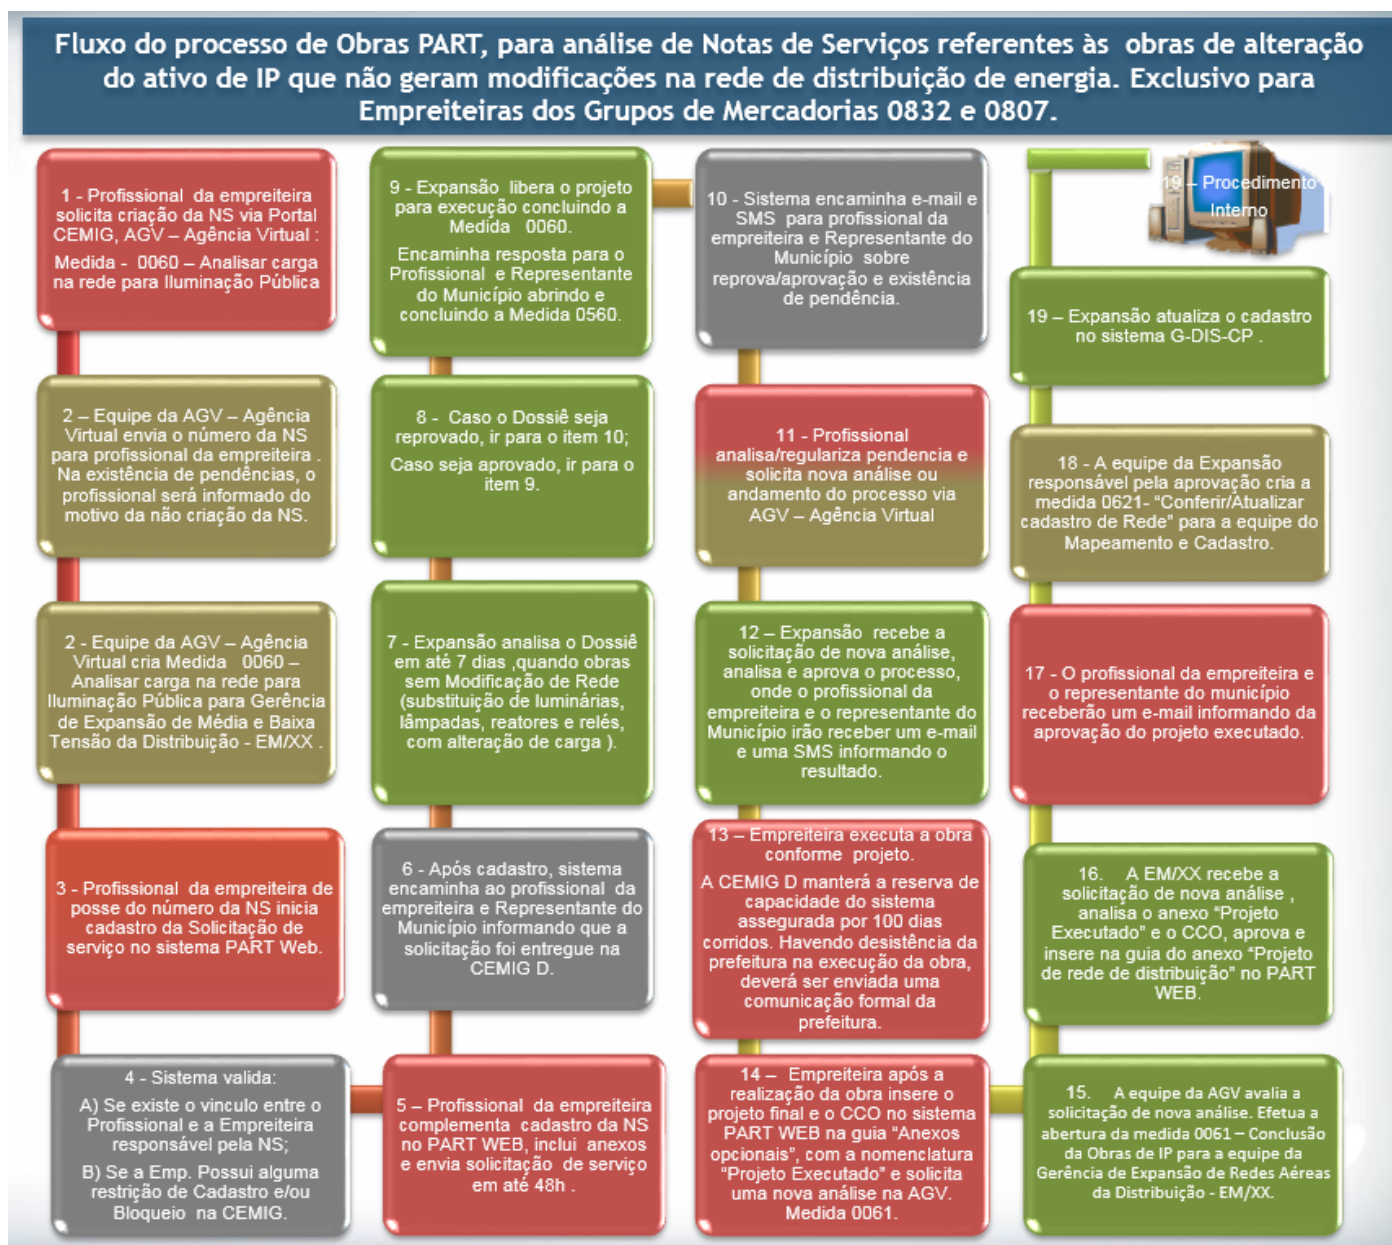 Fluxo do processo de Obras PART, para análise de Notas de Serviços referentes às obras de alteração
do ativo de IP que não geram modificações na rede de distribuição de energia. Exclusivo para
Empreiteiras dos Grupos de Mercadorias 0832 e 0807.
1 - Profissional da empreiteira
solicita criação da NS via Portal
CEMIG, AGV – Agência Virtual :
Medida - 0060 – Analisar carga
na rede para Iluminação Pública
2 – Equipe da AGV – Agência
Virtual envia o número da NS
para profissional da empreiteira .
Na existência de pendências, o
profissional será informado do
motivo da não criação da NS.
2 - Equipe da AGV – Agência
Virtual cria Medida 0060 –
Analisar carga na rede para
Iluminação Pública para Gerência
de Expansão de Média e Baixa
Tensão da Distribuição - EM/XX .
3 - Profissional da empreiteira de
posse do número da NS inicia
cadastro da Solicitação de
serviço no sistema PART Web.
4 - Sistema valida:
A) Se existe o vinculo entre o
Profissional e a Empreiteira
responsável pela NS;
B) Se a Emp. Possui alguma
restrição de Cadastro e/ou
Bloqueio na CEMIG.
5 – Profissional da empreiteira
complementa cadastro da NS
no PART WEB, inclui anexos
e envia solicitação de serviço
em até 48h .
6 - Após cadastro, sistema
encaminha ao profissional da
empreiteira e Representante do
Município informando que a
solicitação foi entregue na
CEMIG D.
7 - Expansão analisa o Dossiê
em até 7 dias ,quando obras
sem Modificação de Rede
(substituição de luminárias,
lâmpadas, reatores e relés,
com alteração de carga ).
8 - Caso o Dossiê seja
reprovado, ir para o item 10;
Caso seja aprovado, ir para o
item 9.
9 - Expansão libera o projeto
para execução concluindo a
Medida 0060.
Encaminha resposta para o
Profissional e Representante
do Município abrindo e
concluindo a Medida 0560.
10 - Sistema encaminha e-mail e
SMS para profissional da
empreiteira e Representante do
Município sobre
reprova/aprovação e existência
de pendência.
11 - Profissional
analisa/regulariza pendencia e
solicita nova análise ou
andamento do processo via
AGV – Agência Virtual
12 – Expansão recebe a
solicitação de nova análise,
analisa e aprova o processo,
onde o profissional da
empreiteira e o representante do
Município irão receber um e-mail
e uma SMS informando o
resultado.
13 – Empreiteira executa a obra
conforme projeto.
A CEMIG D manterá a reserva de
capacidade do sistema
assegurada por 100 dias
corridos. Havendo desistência da
prefeitura na execução da obra,
deverá ser enviada uma
comunicação formal da
prefeitura.
14 – Empreiteira após a
realização da obra insere o
projeto final e o CCO no sistema
PART WEB na guia “Anexos
opcionais”, com a nomenclatura
“Projeto Executado” e solicita
uma nova análise na AGV.
Medida 0061.
15. A equipe da AGV avalia a
solicitação de nova análise. Efetua a
abertura da medida 0061 – Conclusão
da Obras de IP para a equipe da
Gerência de Expansão de Redes Aéreas
da Distribuição - EM/XX.
16. A EM/XX recebe a
solicitação de nova análise ,
analisa o anexo “Projeto
Executado” e o CCO, aprova e
insere na guia do anexo “Projeto
de rede de distribuição” no PART
WEB.
17 - O profissional da empreiteira e
o representante do município
receberão um e-mail informando da
aprovação do projeto executado.
18 - A equipe da Expansão
responsável pela aprovação cria a
medida 0621- “Conferir/Atualizar
cadastro de Rede” para a equipe do
Mapeamento e Cadastro.
19 – Expansão atualiza o cadastro
no sistema G-DIS-CP .
19 – Procedimento
Interno